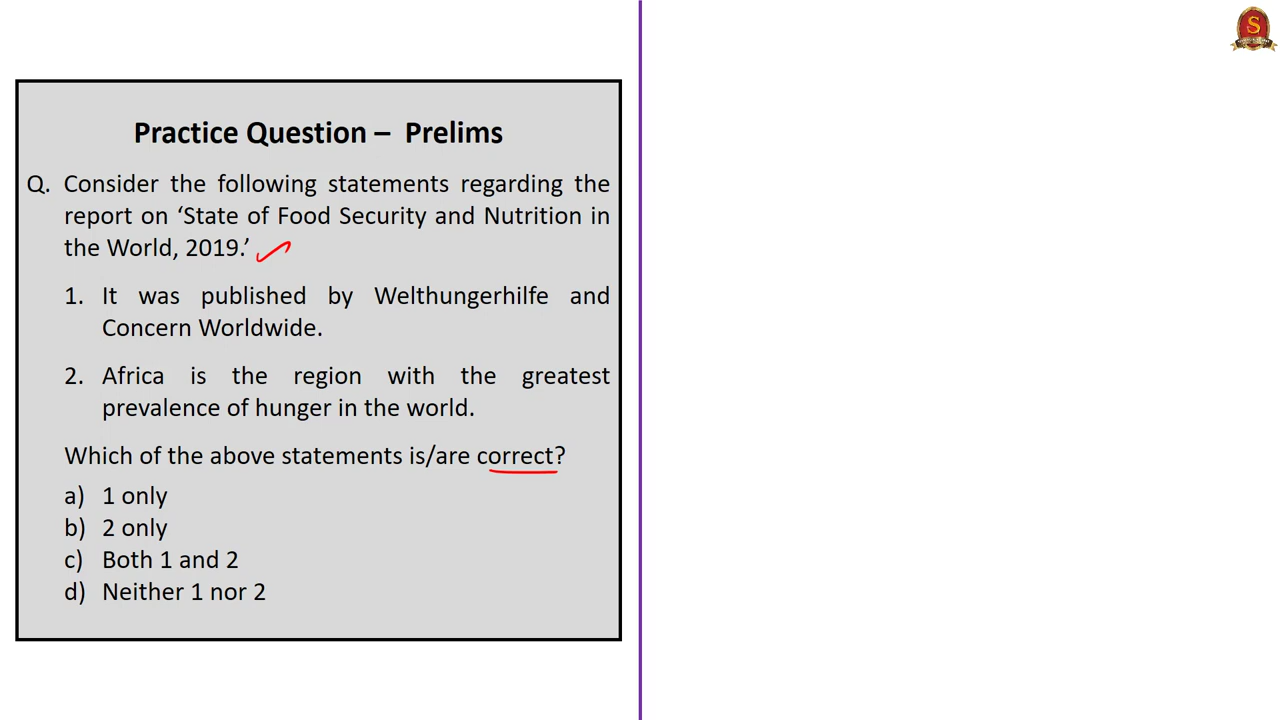 Practice Question – Prelims
Q. Consider the following statements regarding the
report on ‘State of Food Security and Nutrition in
the World, 2019.’
1. It was published by Welthungerhilfe and
Concern Worldwide.
2. Africa is the region with the greatest
prevalence of hunger in the world.
Which of the above statements is/are correct?
a) 1 only
b) 2 only
c) Both 1 and 2
d) Neither 1 nor 2
S